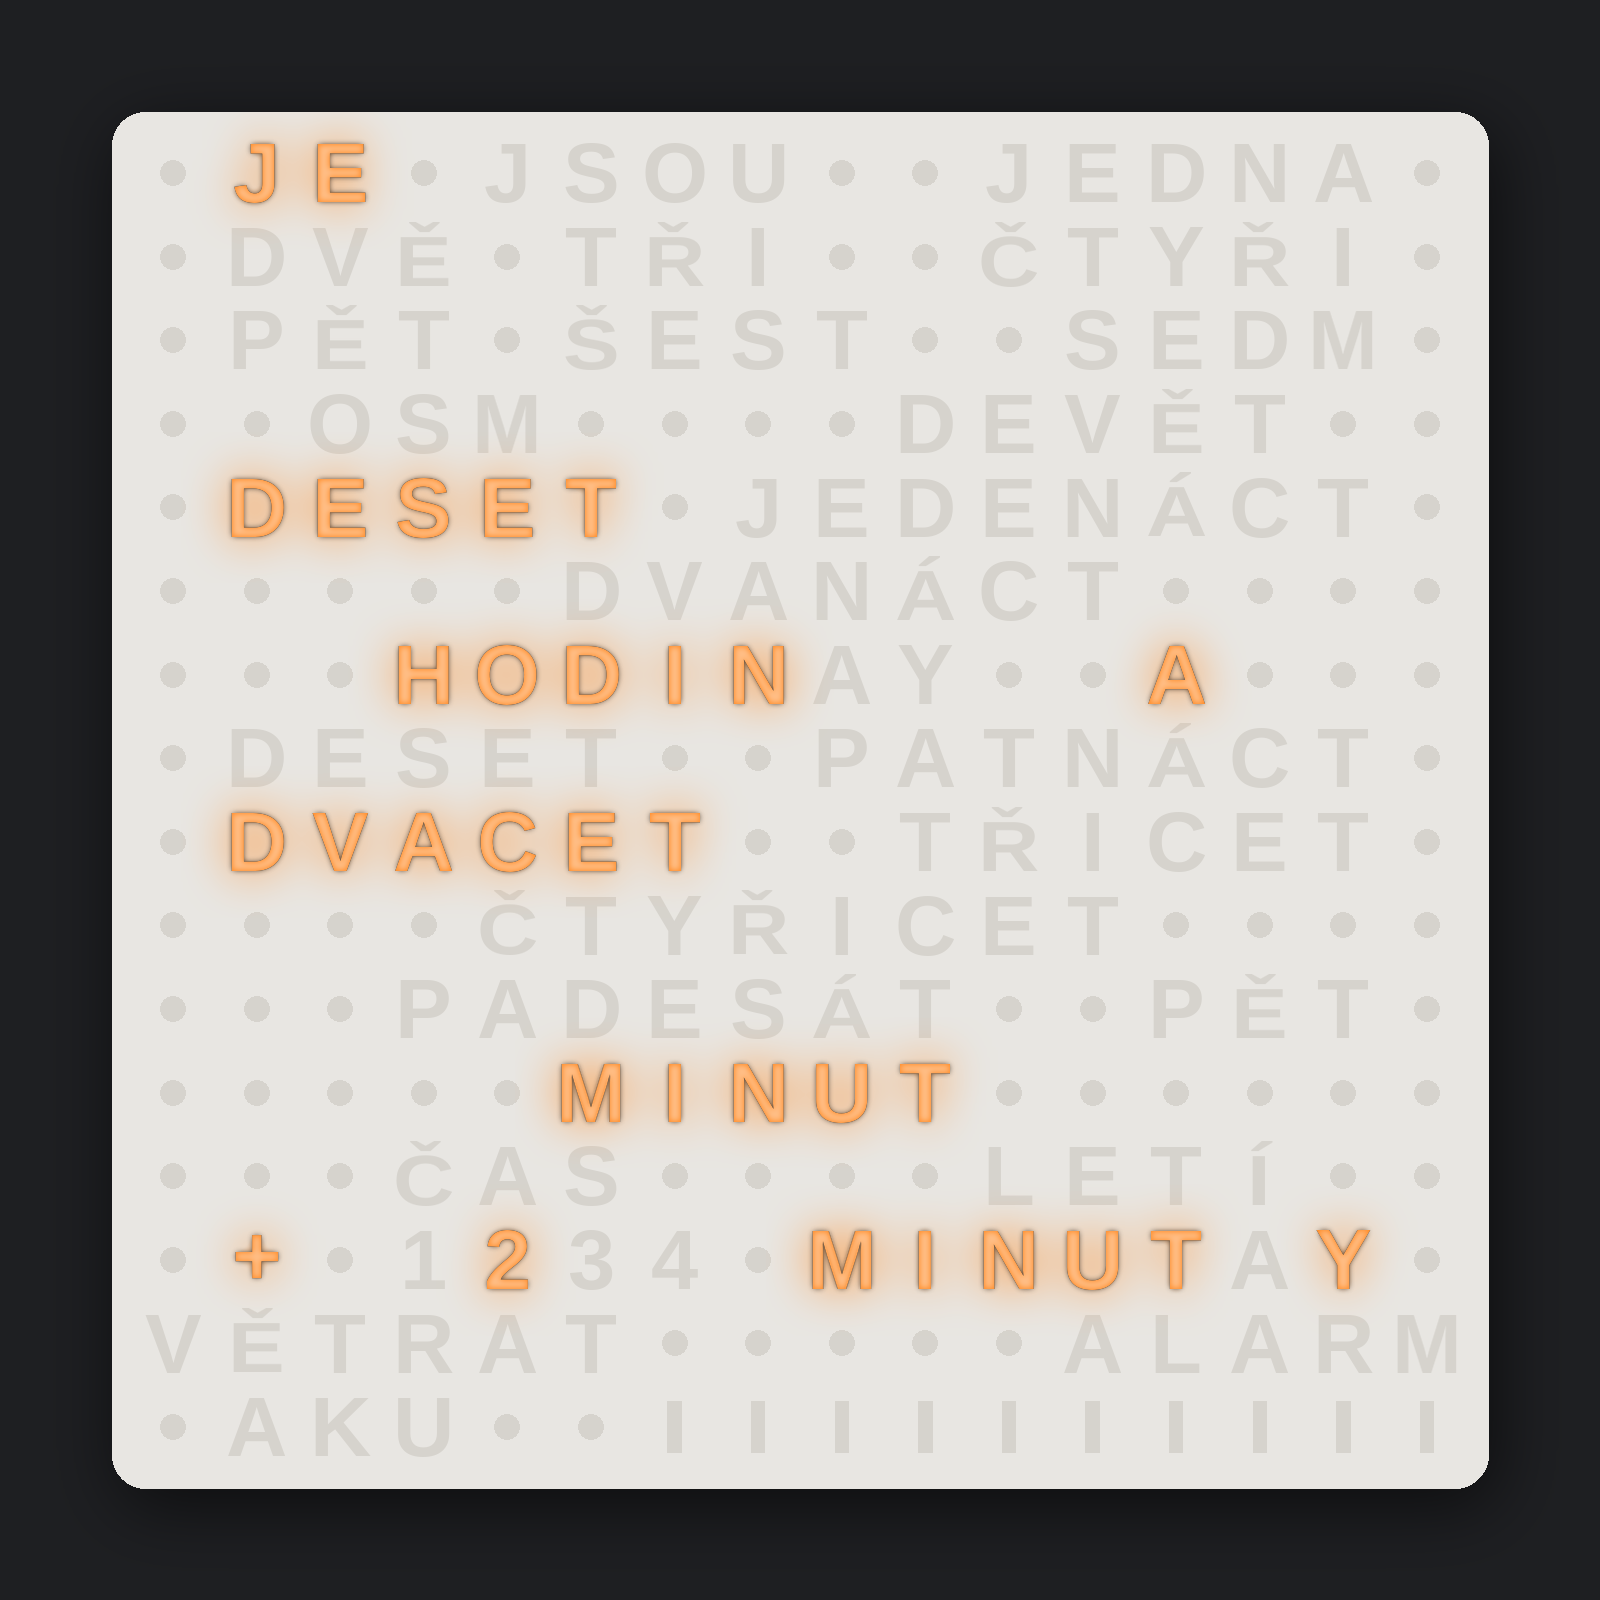 ● JE ● JSOU ● ● JEDNA ●
● DVĚ ● TŘI ● ● ČTYŘI ●
● PĚT ● ŠEST ● ● SEDM ●
● ● OSM ● ● ● ● DEVĚT ● ●
● DESET ● JEDENÁCT ●
● ● ● ● ● DVANÁCT ● ● ● ●
● ● ● HODINAY ● ● A ● ● ●
● DESET ● ● PATNÁCT ●
● DVACET ● ● TŘICET ●
● ● ● ● ČTYŘICET ● ● ● ●
● ● ● PADESÁT ● ● PĚT ●
● ● ● ● ● MINUT ● ● ● ● ● ●
● ● ● ČAS ● ● ● ● LETÍ ● ●
● + ● 1234 ● MINUTAY ●
VĚTRAT ● ● ● ● ● ALARM
● AKU ● ● IIIIIIIIII